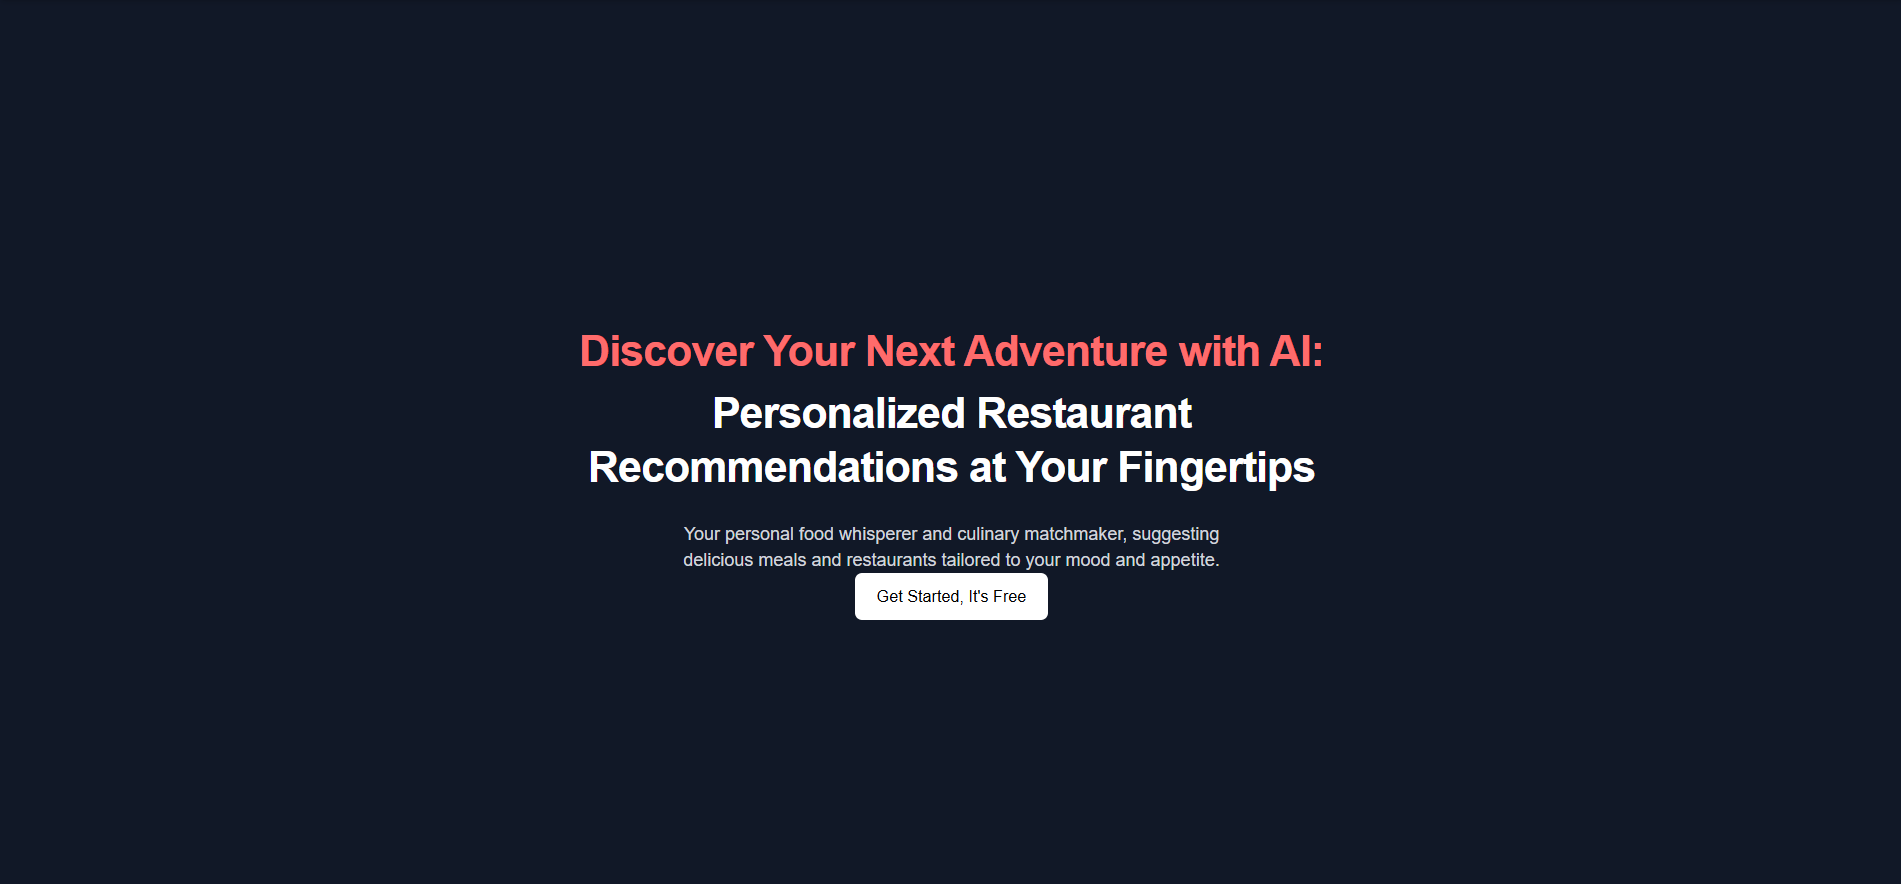 Discover Your Next Adventure with AI:
Personalized Restaurant
Recommendations at Your Fingertips
Your personal food whisperer and culinary matchmaker, suggesting
delicious meals and restaurants tailored to your mood and appetite.
Get Started, It's Free